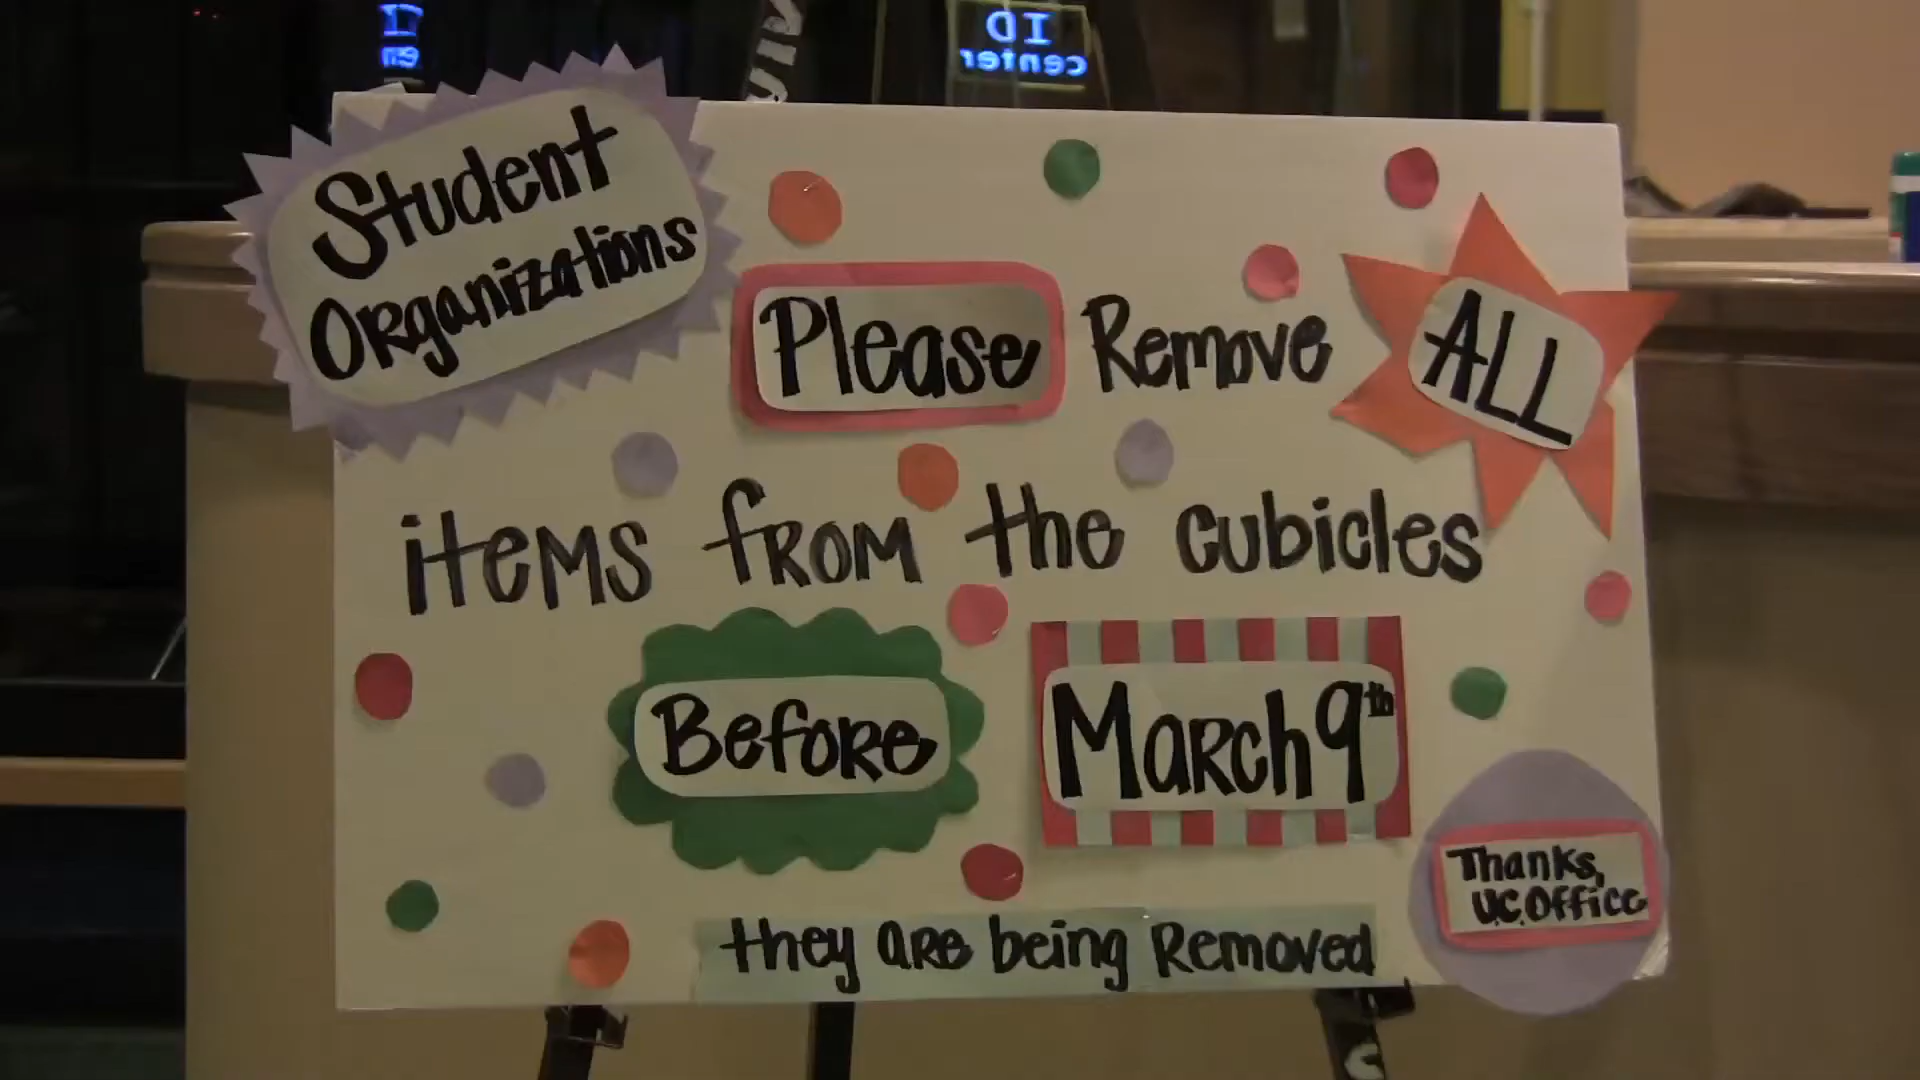 ID
center
Student
Organizations
Please Remove ALL
items from the cubicles
Before March 9th
they are being Removed
Thanks,
U.C. Office